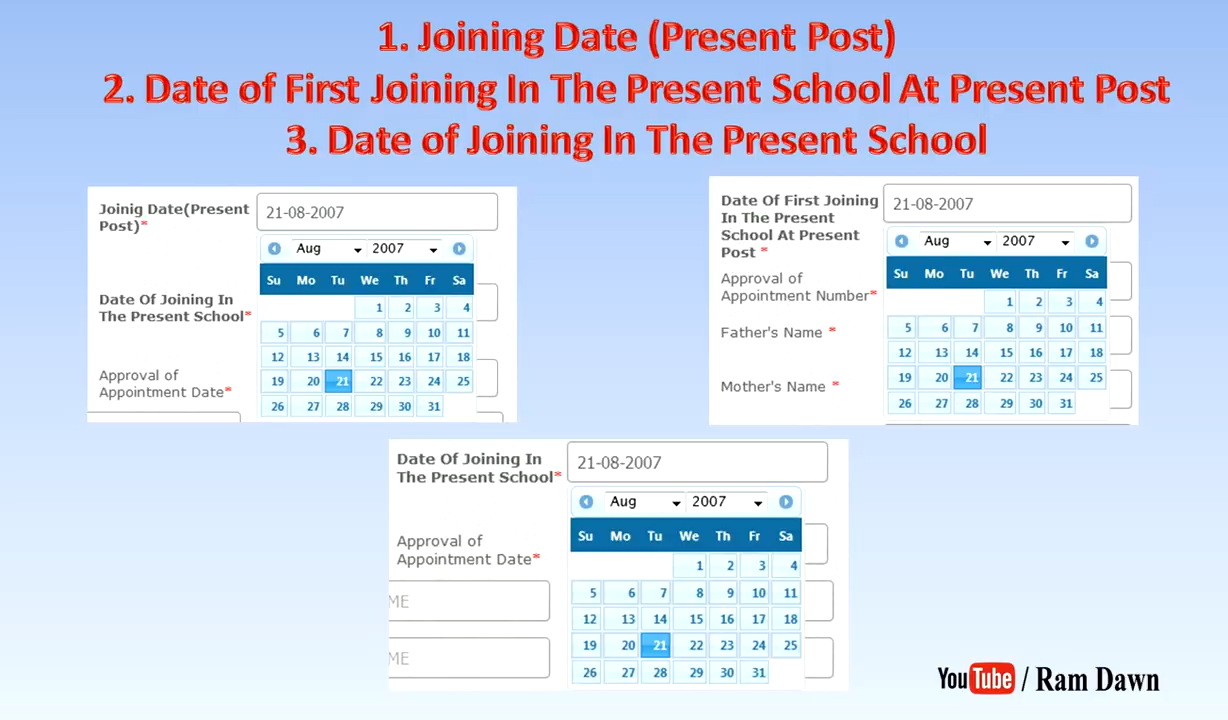 1. Joining Date (Present Post)
2. Date of First Joining In The Present School At Present Post
3. Date of Joining In The Present School
Joinig Date(Present
Post)*
21-08-2007
Aug 2007
Su Mo Tu We Th Fr Sa
1 2 3 4
5 6 7 8 9 10 11
12 13 14 15 16 17 18
19 20 21 22 23 24 25
26 27 28 29 30 31
Date Of Joining In
The Present School*
Approval of
Appointment Date*
Date Of First Joining
In The Present
School At Present
Post *
21-08-2007
Aug 2007
Su Mo Tu We Th Fr Sa
1 2 3 4
5 6 7 8 9 10 11
12 13 14 15 16 17 18
19 20 21 22 23 24 25
26 27 28 29 30 31
Approval of
Appointment Number*
Father's Name *
Mother's Name *
Date Of Joining In
The Present School*
21-08-2007
Aug 2007
Su Mo Tu We Th Fr Sa
1 2 3 4
5 6 7 8 9 10 11
12 13 14 15 16 17 18
19 20 21 22 23 24 25
26 27 28 29 30 31
Approval of
Appointment Date*
ME
ME
YouTube / Ram Dawn